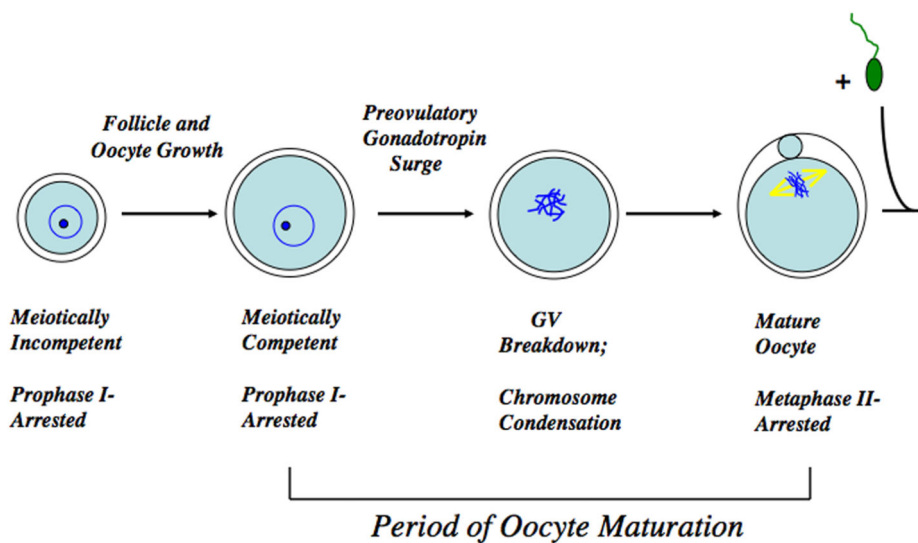 +
Follicle and
Oocyte Growth
Preovulatory
Gonadotropin
Surge
Meiotically
Incompetent
Prophase I-
Arrested
Meiotically
Competent
Prophase I-
Arrested
GV
Breakdown;
Chromosome
Condensation
Mature
Oocyte
Metaphase II-
Arrested
Period of Oocyte Maturation